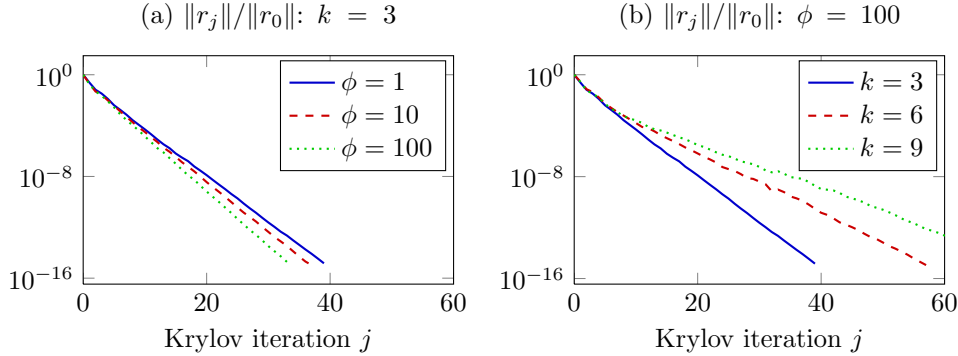 (a) ‖r_j‖/‖r_0‖: k = 3
10^0
10^−8
10^−16
0 20 40 60
ϕ = 1
ϕ = 10
ϕ = 100
Krylov iteration j
(b) ‖r_j‖/‖r_0‖: ϕ = 100
10^0
10^−8
10^−16
0 20 40 60
k = 3
k = 6
k = 9
Krylov iteration j